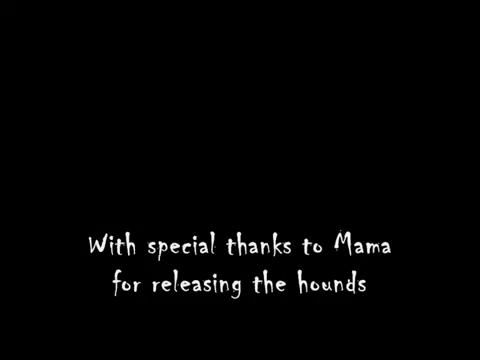 With special thanks to Mama
for releasing the hounds